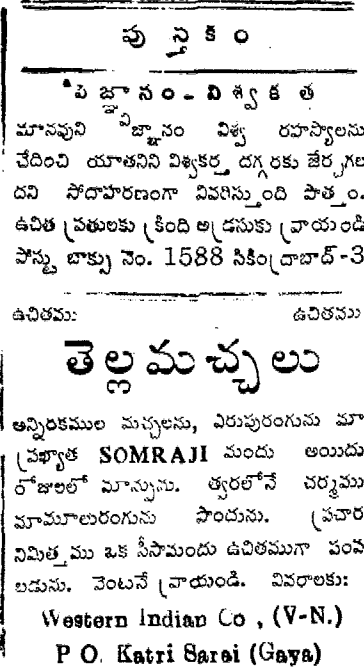 పుస్తకం
విజ్ఞానం - విశ్వకత
మానవుని విజ్ఞానం విశ్వ రహస్యాలను
ఛేదించి యాతనిని విశ్వకర్త దగ్గరకు జేర్చగల
దని సోదాహరణంగా వివరిస్తుంది పొత్తం.
ఉచిత ప్రతులకు క్రింది అడ్రసుకు వ్రాయండి
పోస్టు బాక్సు నెం. 1588 సికింద్రాబాద్-3
ఉచితము: ఉచితము
తెల్లమచ్చలు
అన్నిరకముల మచ్చలను, ఎరుపురంగును మా
ప్రఖ్యాత SOMRAJI మందు అయిదు
రోజులలో మాన్పును. త్వరలోనే చర్మము
మామూలురంగును పొందును. ప్రచార
నిమిత్తము ఒక సీసామందు ఉచితముగా పంప
బడును. వెంటనే వ్రాయండి. వివరాలకు:
Western Indian Co , (V-N.)
P O. Katri Sarai (Gaya)